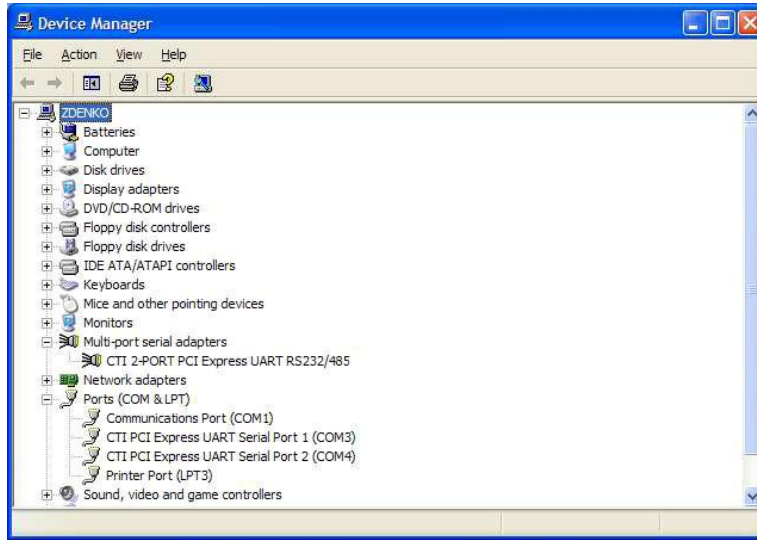 Device Manager
File Action View Help
ZDENKO
Batteries
Computer
Disk drives
Display adapters
DVD/CD-ROM drives
Floppy disk controllers
Floppy disk drives
IDE ATA/ATAPI controllers
Keyboards
Mice and other pointing devices
Monitors
Multi-port serial adapters
CTI 2-PORT PCI Express UART RS232/485
Network adapters
Ports (COM & LPT)
Communications Port (COM1)
CTI PCI Express UART Serial Port 1 (COM3)
CTI PCI Express UART Serial Port 2 (COM4)
Printer Port (LPT3)
Sound, video and game controllers